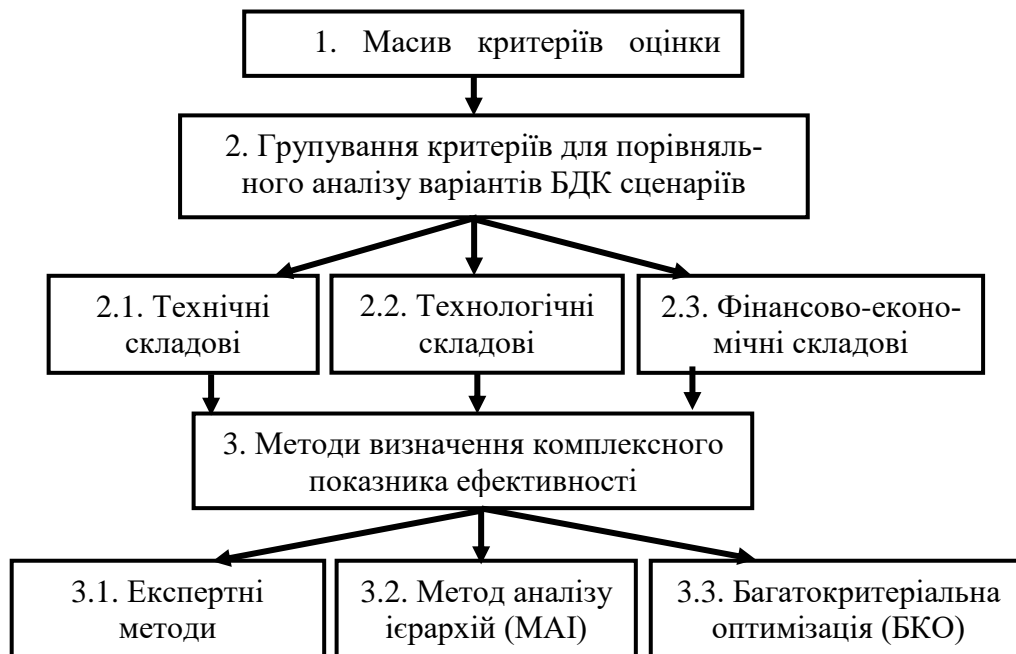 1. Масив критеріїв оцінки
2. Групування критеріїв для порівняль-
ного аналізу варіантів БДК сценаріїв
2.1. Технічні
складові
2.2. Технологічні
складові
2.3. Фінансово-еконо-
мічні складові
3. Методи визначення комплексного
показника ефективності
3.1. Експертні
методи
3.2. Метод аналізу
ієрархій (МАІ)
3.3. Багатокритеріальна
оптимізація (БКО)